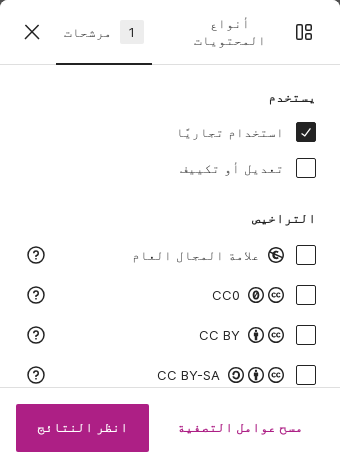 أنواع
المحتويات
مرشحات 1
يستخدم
استخدام تجاريًا
تعديل أو تكييف
التراخيص
علامة المجال العام
CC0
CC BY
CC BY-SA
مسح عوامل التصفية
انظر النتائج